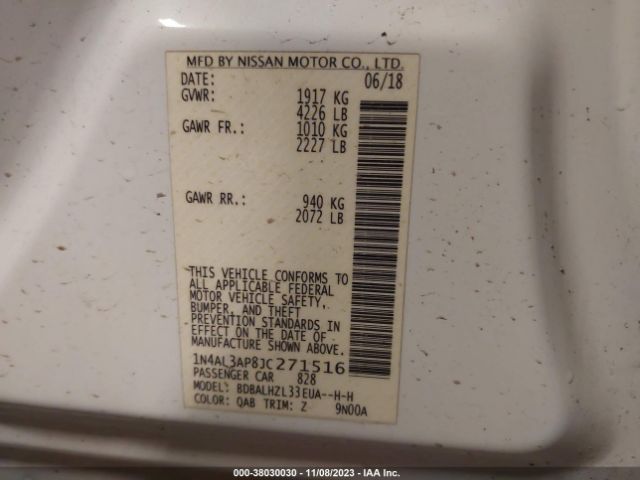 MFD BY NISSAN MOTOR CO., LTD.
DATE: 06/18
GVWR: 1917 KG
4226 LB
GAWR FR.: 1010 KG
2227 LB
GAWR RR.: 940 KG
2072 LB
THIS VEHICLE CONFORMS TO
ALL APPLICABLE FEDERAL
MOTOR VEHICLE SAFETY,
BUMPER, AND THEFT
PREVENTION STANDARDS IN
EFFECT ON THE DATE OF
MANUFACTURE SHOWN ABOVE.
1N4AL3AP8JC271516
PASSENGER CAR 828
MODEL: BDBALHZL33EUA--H-H
COLOR: QAB TRIM: Z 9N00A
000-38030030 - 11/08/2023 - IAA Inc.